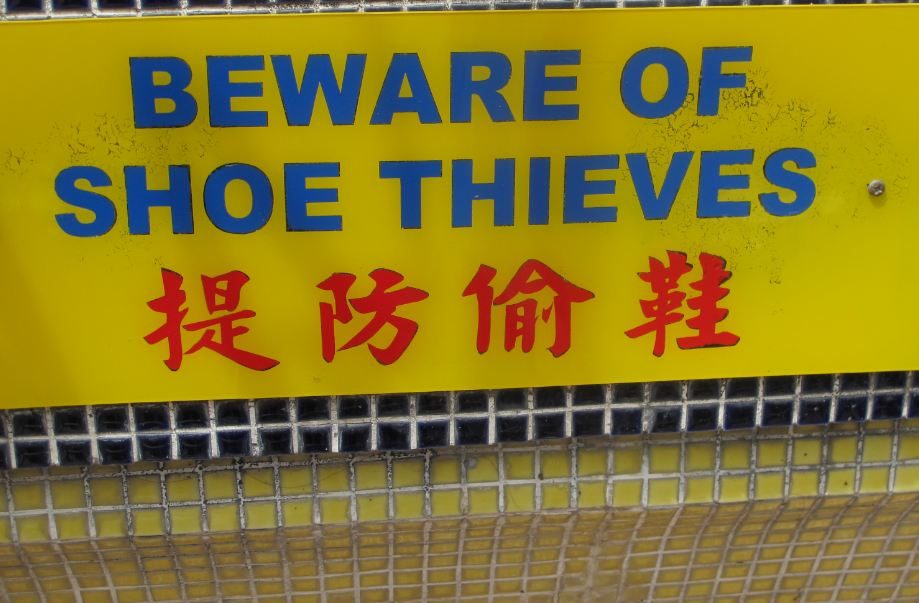 BEWARE OF
SHOE THIEVES
提防偷鞋